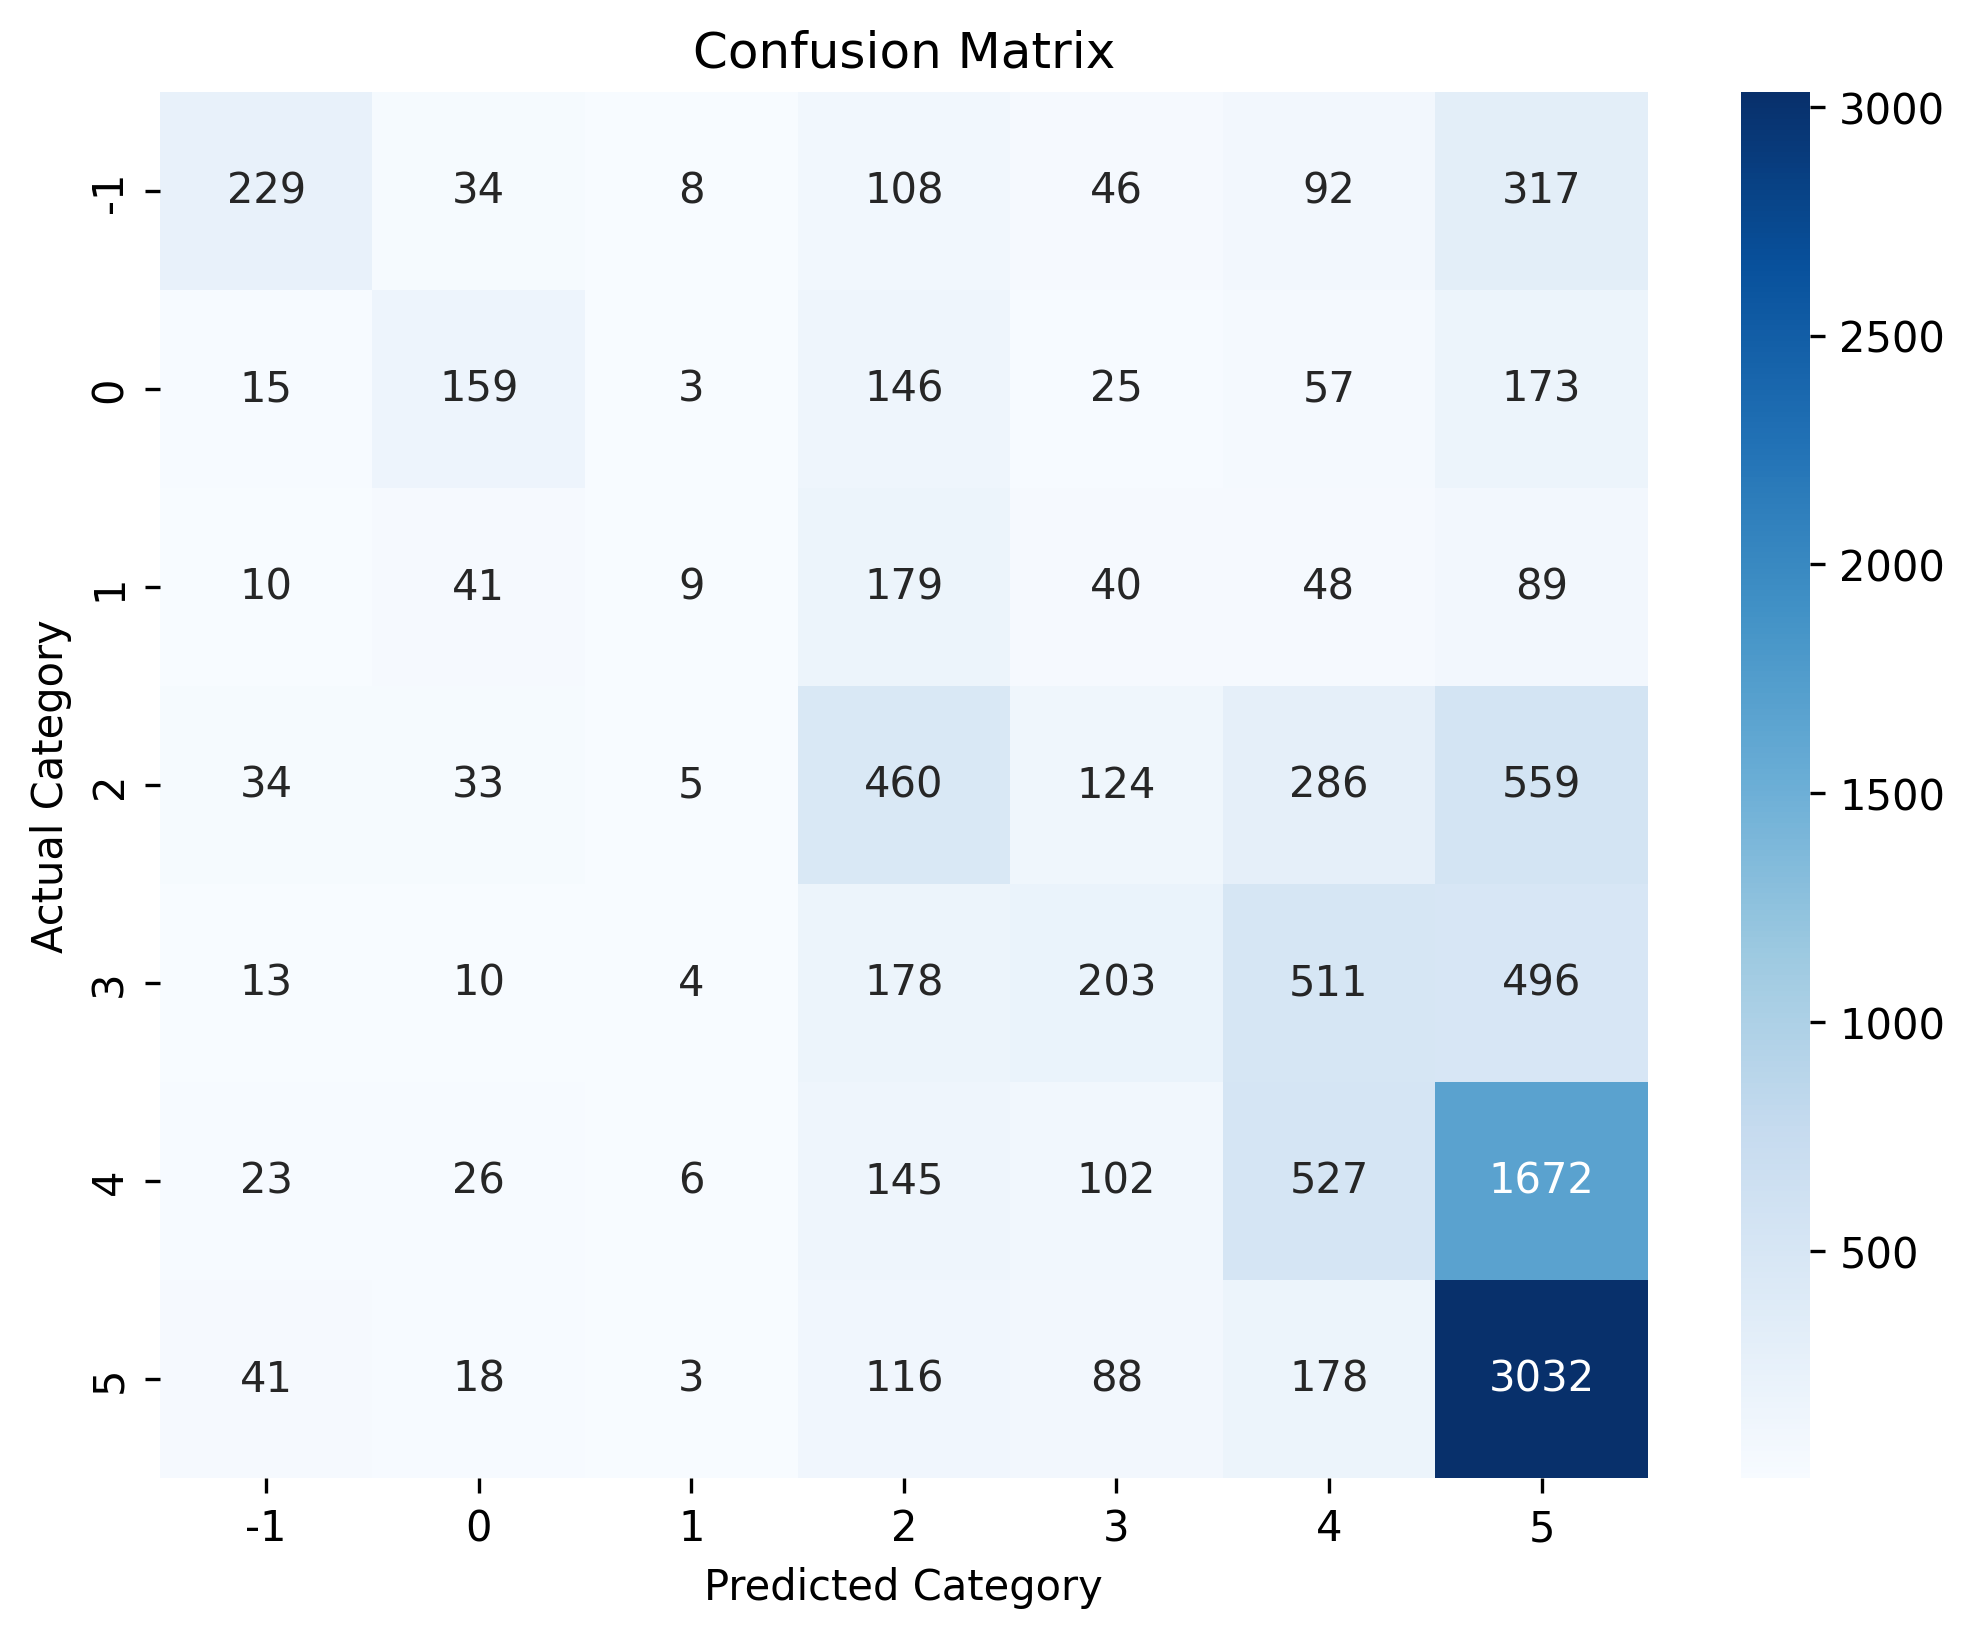 Confusion Matrix
Actual Category
-1 229 34 8 108 46 92 317
0 15 159 3 146 25 57 173
1 10 41 9 179 40 48 89
2 34 33 5 460 124 286 559
3 13 10 4 178 203 511 496
4 23 26 6 145 102 527 1672
5 41 18 3 116 88 178 3032
-1 0 1 2 3 4 5
Predicted Category
3000
2500
2000
1500
1000
500